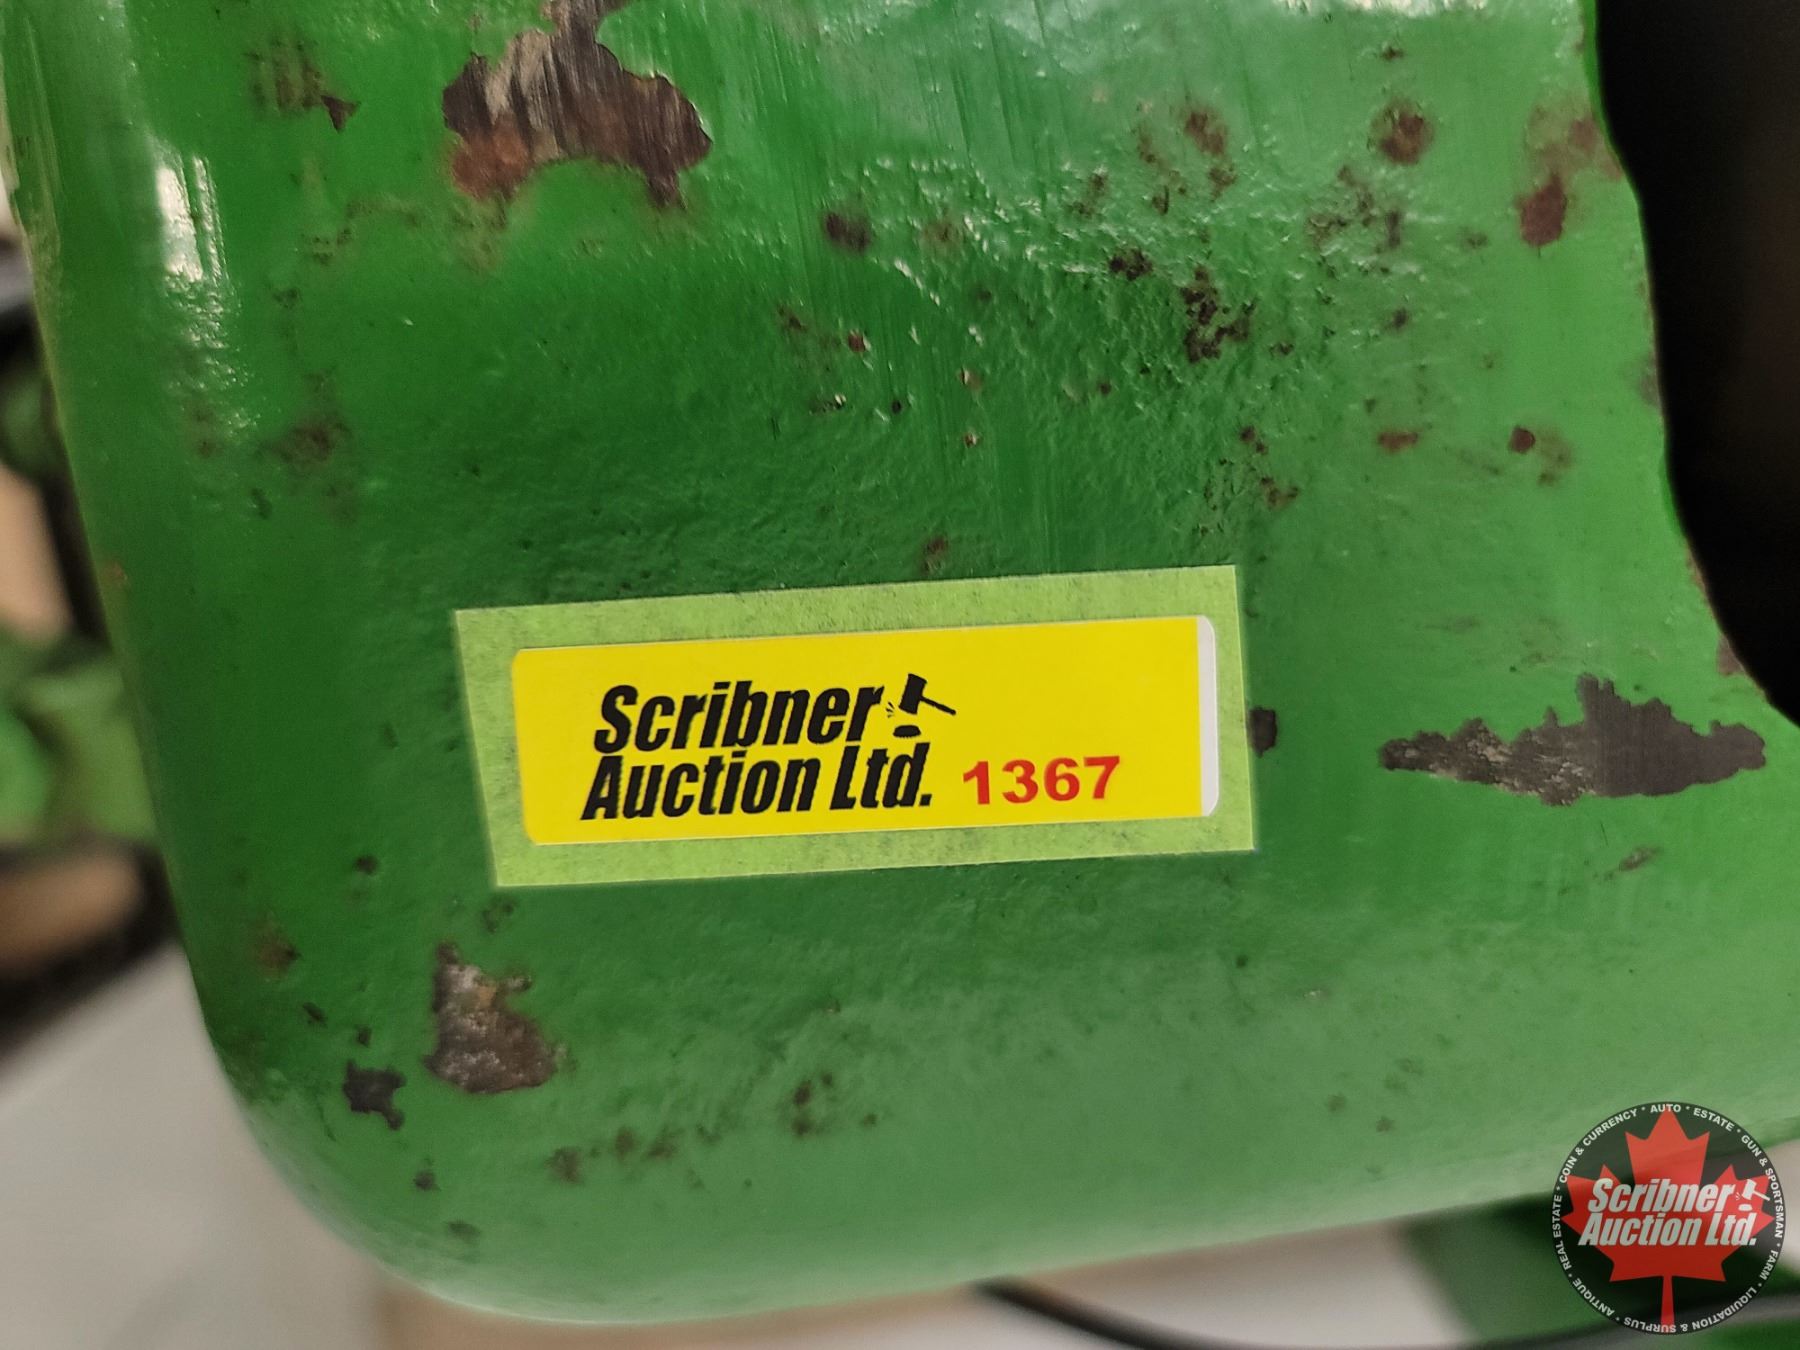 Scribner
Auction Ltd. 1367
Scribner
Auction Ltd.
ANTIQUE * REAL ESTATE * COIN & CURRENCY * AUTO * ESTATE * GUN & SPORTSMAN * FARM * LIQUIDATION & SURPLUS *